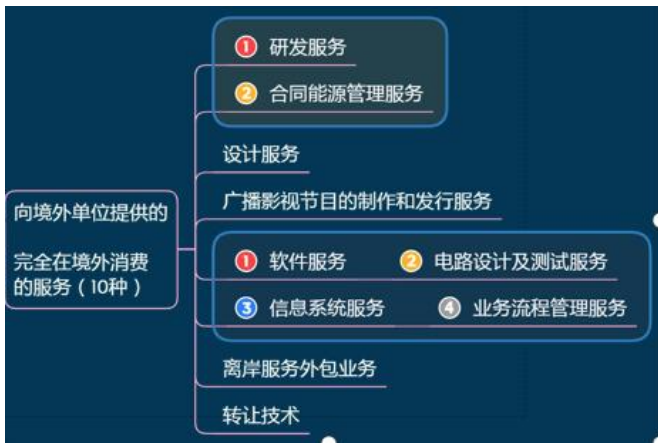 向境外单位提供的
完全在境外消费
的服务（10种）
① 研发服务
② 合同能源管理服务
设计服务
广播影视节目的制作和发行服务
① 软件服务 ② 电路设计及测试服务
③ 信息系统服务 ④ 业务流程管理服务
离岸服务外包业务
转让技术